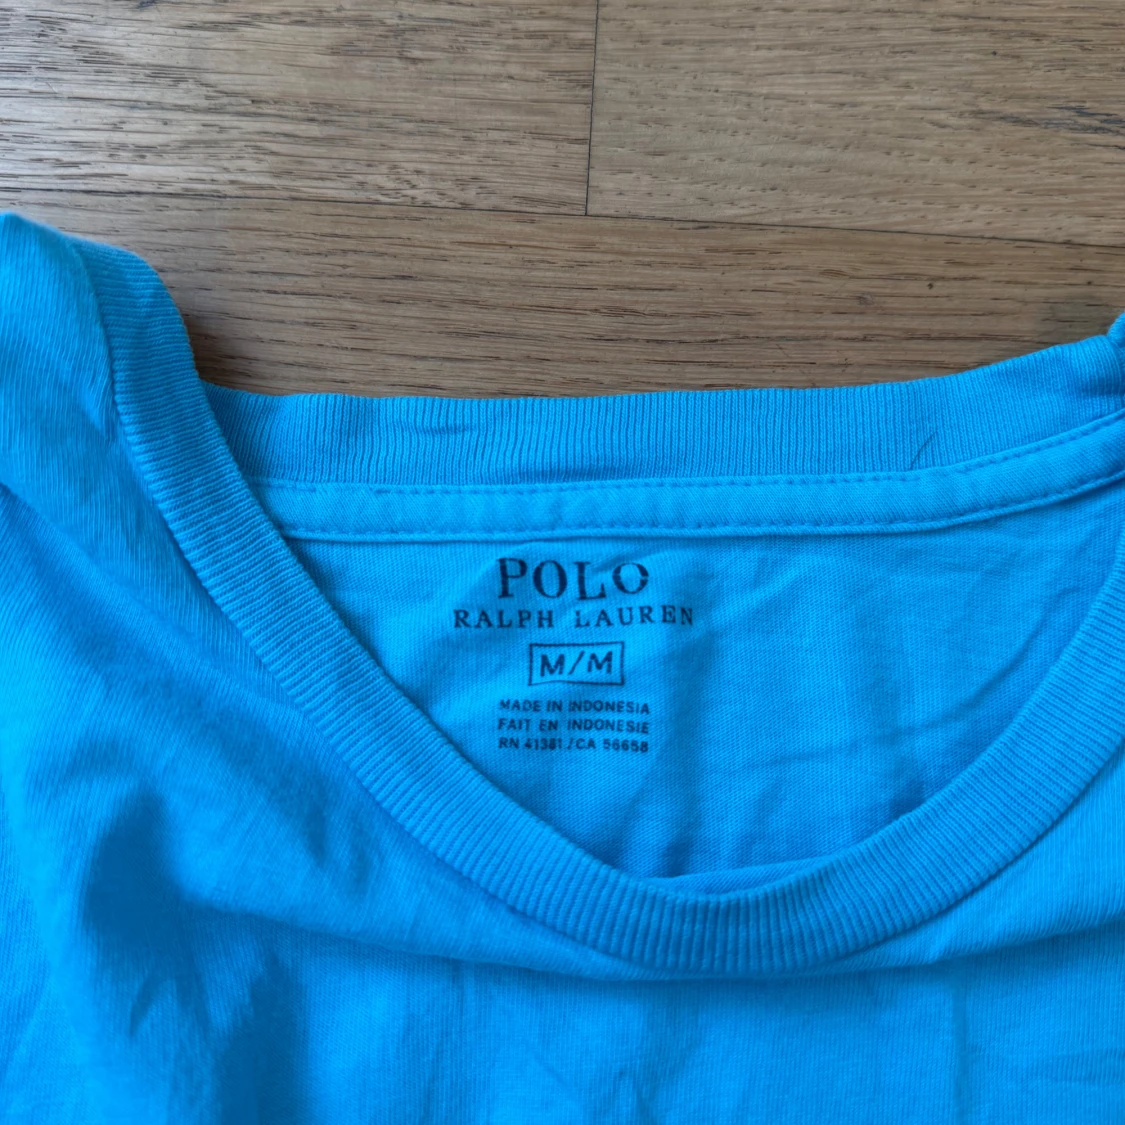 POLO
RALPH LAUREN
M/M
MADE IN INDONESIA
FAIT EN INDONESIE
RN 41381 / CA 56658